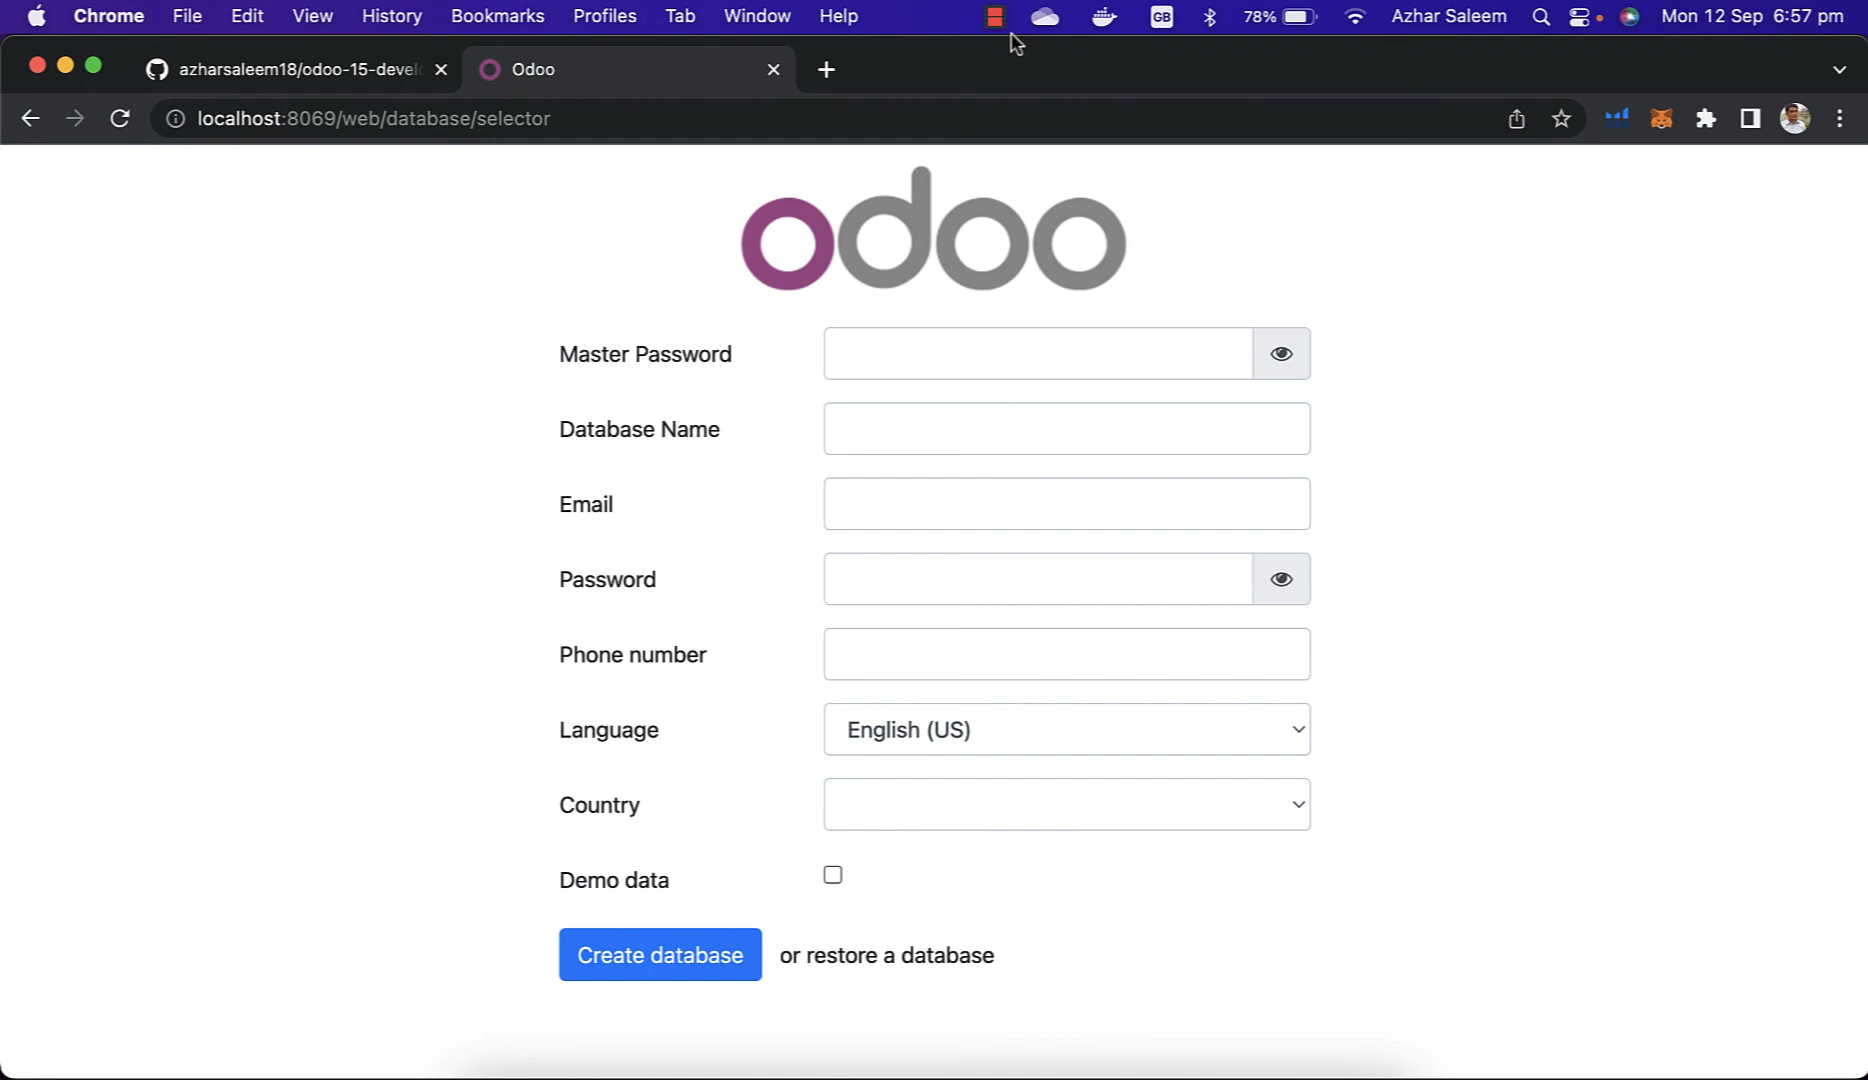 Chrome File Edit View History Bookmarks Profiles Tab Window Help GB 78% Azhar Saleem Mon 12 Sep 6:57 pm
azharsaleem18/odoo-15-devel Odoo
localhost:8069/web/database/selector
odoo
Master Password
Database Name
Email
Password
Phone number
Language English (US)
Country
Demo data
Create database or restore a database